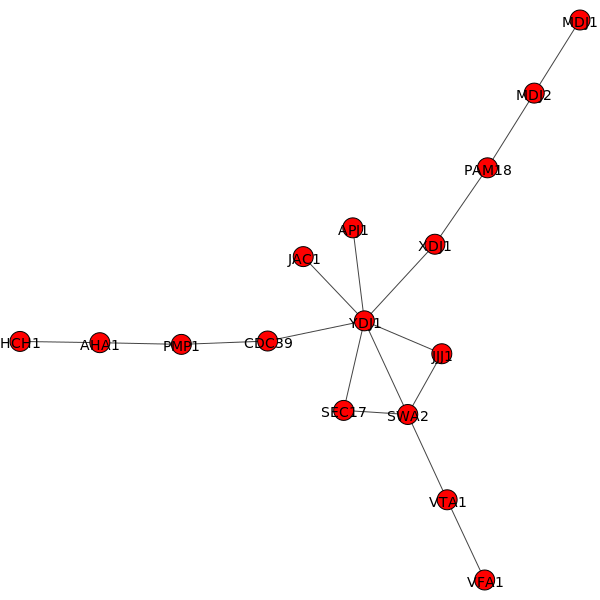 MDJ1
MDJ2
PAM18
APJ1
XDJ1
JAC1
YDJ1
HCH1
AHA1
PMP1
CDC39
JJJ1
SEC17
SWA2
VTA1
VFA1